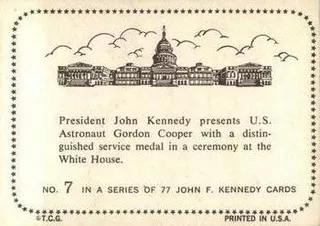 President John Kennedy presents U.S.
Astronaut Gordon Cooper with a distin-
guished service medal in a ceremony at the
White House.
NO. 7 IN A SERIES OF 77 JOHN F. KENNEDY CARDS
©T.C.G. PRINTED IN U.S.A.